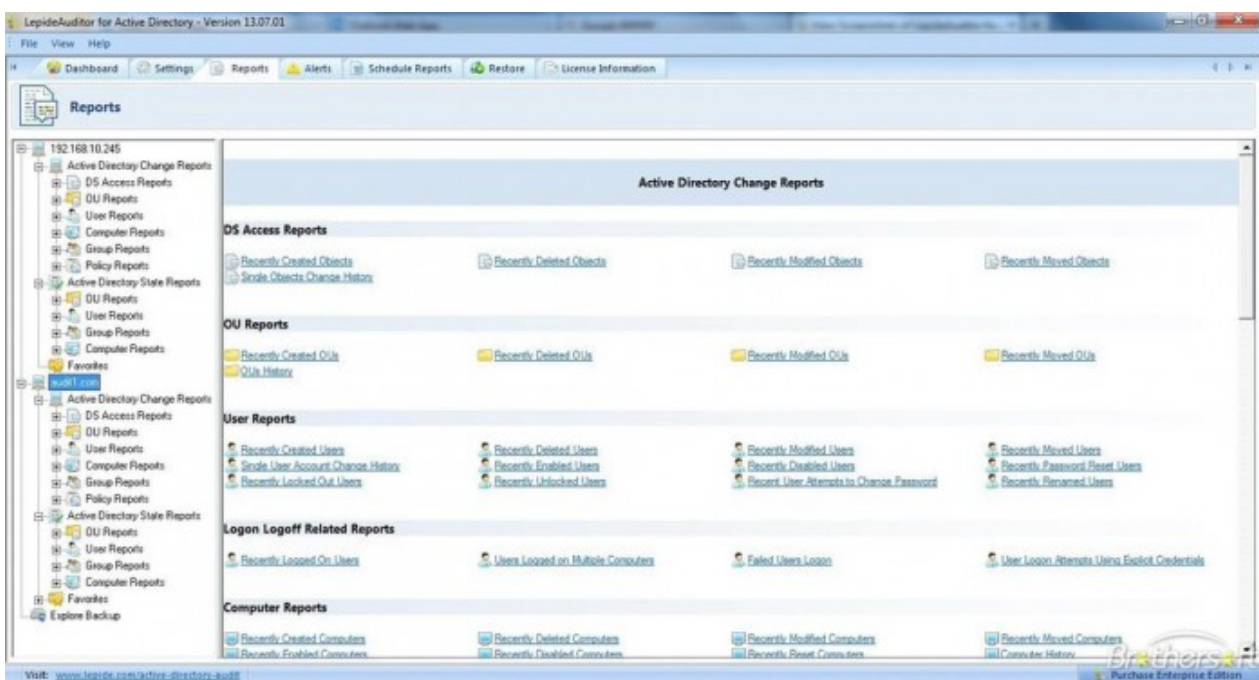 LepideAuditor for Active Directory - Version 13.07.01
File View Help
Dashboard Settings Reports Alerts Schedule Reports Restore License Information
Reports
192.168.10.245
Active Directory Change Reports
DS Access Reports
OU Reports
User Reports
Computer Reports
Group Reports
Policy Reports
Active Directory State Reports
OU Reports
User Reports
Group Reports
Computer Reports
Favorites
audit1.com
Active Directory Change Reports
DS Access Reports
OU Reports
User Reports
Computer Reports
Group Reports
Policy Reports
Active Directory State Reports
OU Reports
User Reports
Group Reports
Computer Reports
Favorites
Explore Backup
Active Directory Change Reports
DS Access Reports
Recently Created Objects Recently Deleted Objects Recently Modified Objects Recently Moved Objects
Single Objects Change History
OU Reports
Recently Created OUs Recently Deleted OUs Recently Modified OUs Recently Moved OUs
OUs History
User Reports
Recently Created Users Recently Deleted Users Recently Modified Users Recently Moved Users
Single User Account Change History Recently Enabled Users Recently Disabled Users Recently Password Reset Users
Recently Locked Out Users Recently Unlocked Users Recent User Attempts to Change Password Recently Renamed Users
Logon Logoff Related Reports
Recently Logged On Users Users Logged on Multiple Computers Failed Users Logon User Logon Attempts Using Explicit Credentials
Computer Reports
Recently Created Computers Recently Deleted Computers Recently Modified Computers Recently Moved Computers
Recently Enabled Computers Recently Disabled Computers Recently Reset Computers Computer History
Brothersoft
Visit: www.lepide.com/active-directory-audit Purchase Enterprise Edition